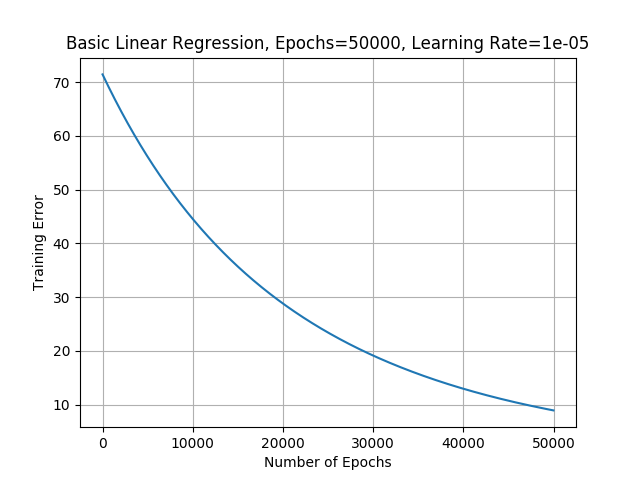 Basic Linear Regression, Epochs=50000, Learning Rate=1e-05
70
60
50
40
30
20
10
Training Error
0 10000 20000 30000 40000 50000
Number of Epochs